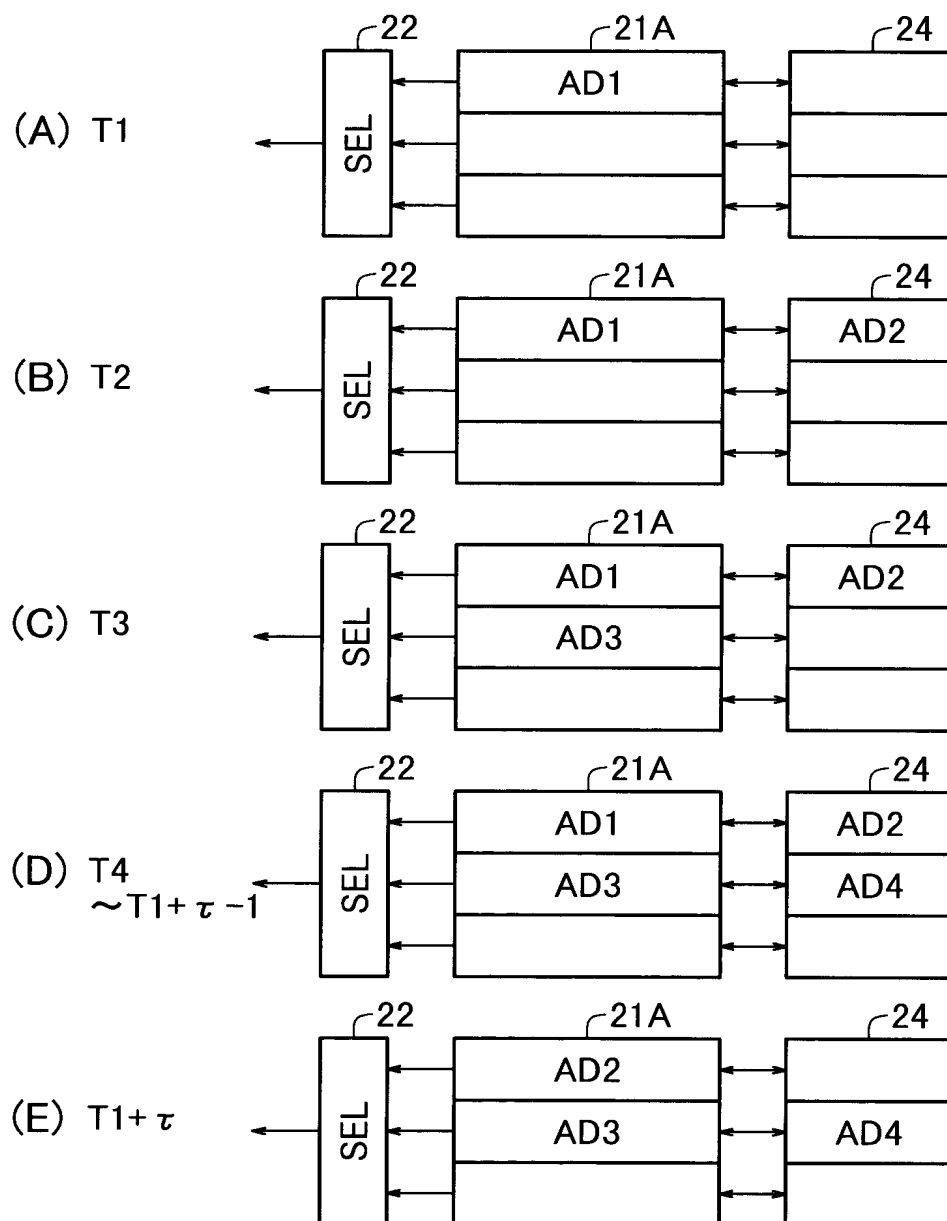 22 21A 24
(A) T1 SEL AD1
22 21A 24
(B) T2 SEL AD1 AD2
22 21A 24
(C) T3 SEL AD1 AD2
AD3
22 21A 24
(D) T4 SEL AD1 AD2
~T1+τ-1 AD3 AD4
22 21A 24
(E) T1+τ SEL AD2
AD3 AD4